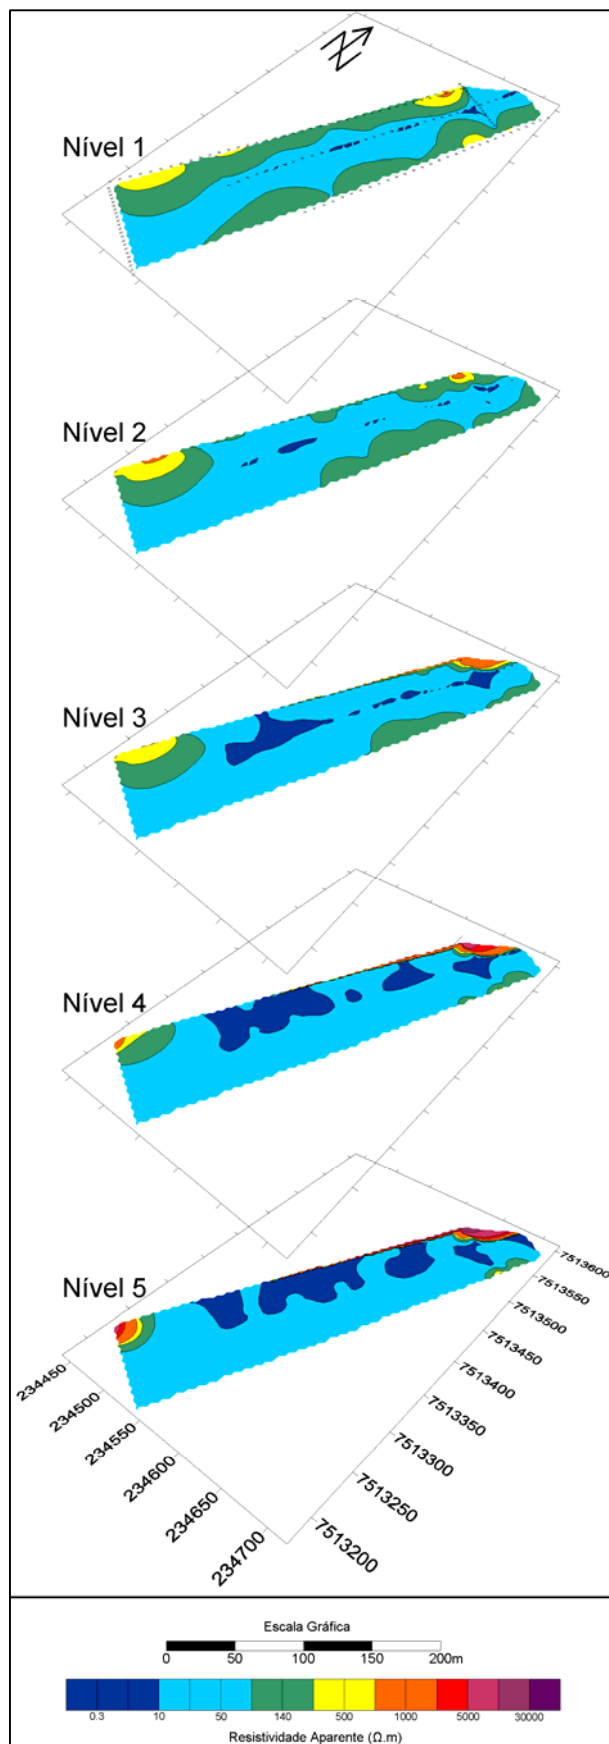 N
Nível 1
Nível 2
Nível 3
Nível 4
Nível 5
234450
234500
234550
234600
234650
234700
7513600
7513550
7513500
7513450
7513400
7513350
7513300
7513250
7513200
Escala Gráfica
0 50 100 150 200m
0.3 10 50 140 500 1000 5000 30000
Resistividade Aparente (Ω.m)